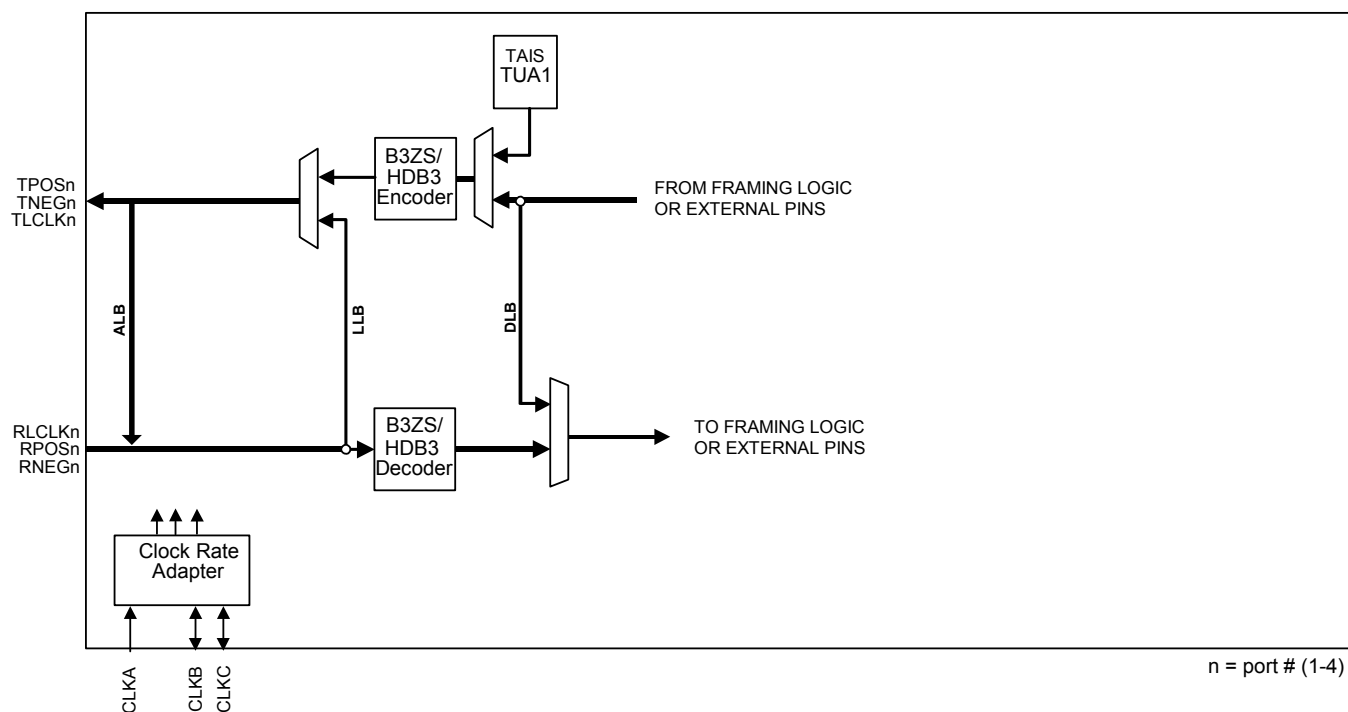 TAIS
TUA1
B3ZS/
HDB3
Encoder
TPOSn
TNEGn
TLCLKn
FROM FRAMING LOGIC
OR EXTERNAL PINS
ALB
LLB
DLB
RLCLKn
RPOSn
RNEGn
B3ZS/
HDB3
Decoder
TO FRAMING LOGIC
OR EXTERNAL PINS
Clock Rate
Adapter
CLKA
CLKB
CLKC
n = port # (1-4)